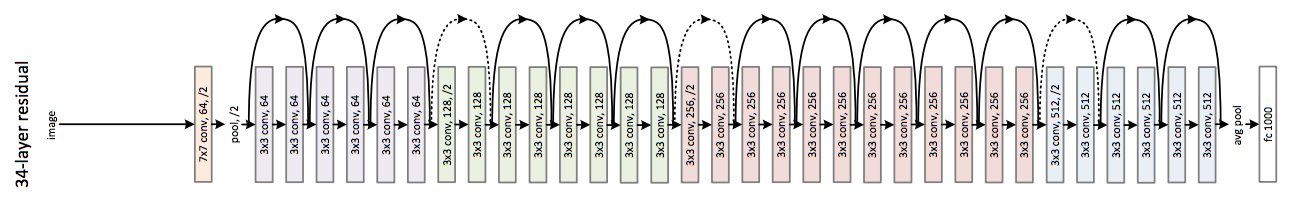 34-layer residual
image
7x7 conv, 64, /2
pool, /2
3x3 conv, 64
3x3 conv, 64
3x3 conv, 64
3x3 conv, 64
3x3 conv, 64
3x3 conv, 64
3x3 conv, 128, /2
3x3 conv, 128
3x3 conv, 128
3x3 conv, 128
3x3 conv, 128
3x3 conv, 128
3x3 conv, 128
3x3 conv, 128
3x3 conv, 256, /2
3x3 conv, 256
3x3 conv, 256
3x3 conv, 256
3x3 conv, 256
3x3 conv, 256
3x3 conv, 256
3x3 conv, 256
3x3 conv, 256
3x3 conv, 256
3x3 conv, 256
3x3 conv, 256
3x3 conv, 512, /2
3x3 conv, 512
3x3 conv, 512
3x3 conv, 512
3x3 conv, 512
3x3 conv, 512
avg pool
fc 1000